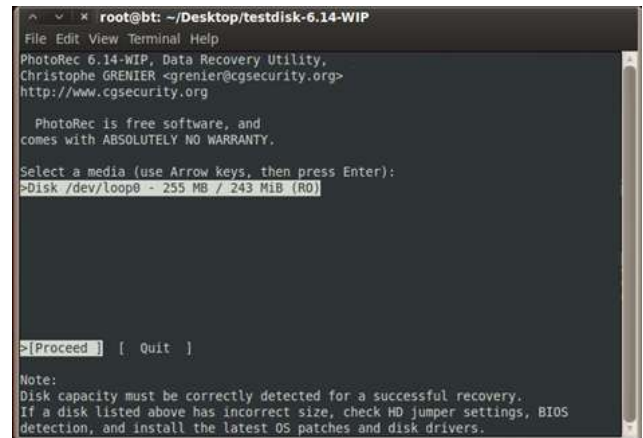 root@bt: ~/Desktop/testdisk-6.14-WIP
File Edit View Terminal Help
PhotoRec 6.14-WIP, Data Recovery Utility,
Christophe GRENIER <grenier@cgsecurity.org>
http://www.cgsecurity.org
PhotoRec is free software, and
comes with ABSOLUTELY NO WARRANTY.
Select a media (use Arrow keys, then press Enter):
>Disk /dev/loop0 - 255 MB / 243 MiB (RO)
>[Proceed ] [ Quit ]
Note:
Disk capacity must be correctly detected for a successful recovery.
If a disk listed above has incorrect size, check HD jumper settings, BIOS
detection, and install the latest OS patches and disk drivers.